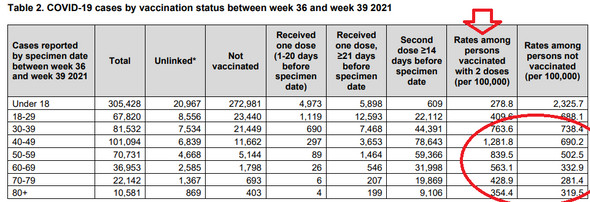 Table 2. COVID-19 cases by vaccination status between week 36 and week 39 2021
Cases reported by specimen date between week 36 and week 39 2021 Total Unlinked* Not vaccinated Received one dose (1-20 days before specimen date) Received one dose, ≥21 days before specimen date Second dose ≥14 days before specimen date Rates among persons vaccinated with 2 doses (per 100,000) Rates among persons not vaccinated (per 100,000)
Under 18 305,428 20,967 272,981 4,973 5,898 609 278.8 2,325.7
18-29 67,820 8,556 23,440 1,119 12,593 22,112 409.6 688.1
30-39 81,532 7,534 21,449 690 7,468 44,391 763.6 738.4
40-49 101,094 6,839 11,662 297 3,653 78,643 1,281.8 690.2
50-59 70,731 4,668 5,144 89 1,464 59,366 839.5 502.5
60-69 36,953 2,585 1,798 26 546 31,998 563.1 332.9
70-79 22,142 1,367 693 6 207 19,869 428.9 281.4
80+ 10,581 869 403 4 199 9,106 354.4 319.5